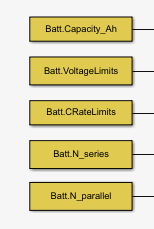 Batt.Capacity_Ah
Batt.VoltageLimits
Batt.CRateLimits
Batt.N_series
Batt.N_parallel